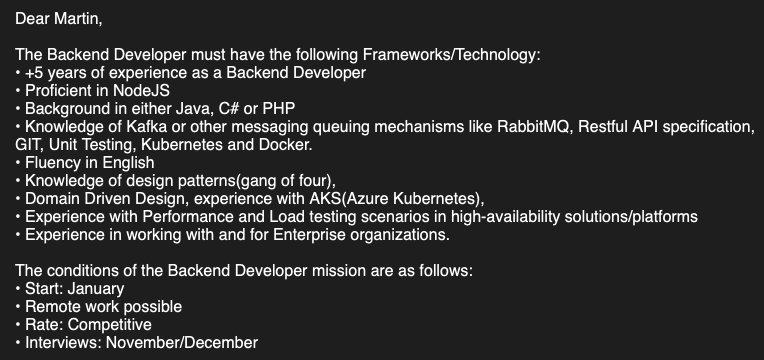 Dear Martin,
The Backend Developer must have the following Frameworks/Technology:
• +5 years of experience as a Backend Developer
• Proficient in NodeJS
• Background in either Java, C# or PHP
• Knowledge of Kafka or other messaging queuing mechanisms like RabbitMQ, Restful API specification,
GIT, Unit Testing, Kubernetes and Docker.
• Fluency in English
• Knowledge of design patterns(gang of four),
• Domain Driven Design, experience with AKS(Azure Kubernetes),
• Experience with Performance and Load testing scenarios in high-availability solutions/platforms
• Experience in working with and for Enterprise organizations.
The conditions of the Backend Developer mission are as follows:
• Start: January
• Remote work possible
• Rate: Competitive
• Interviews: November/December